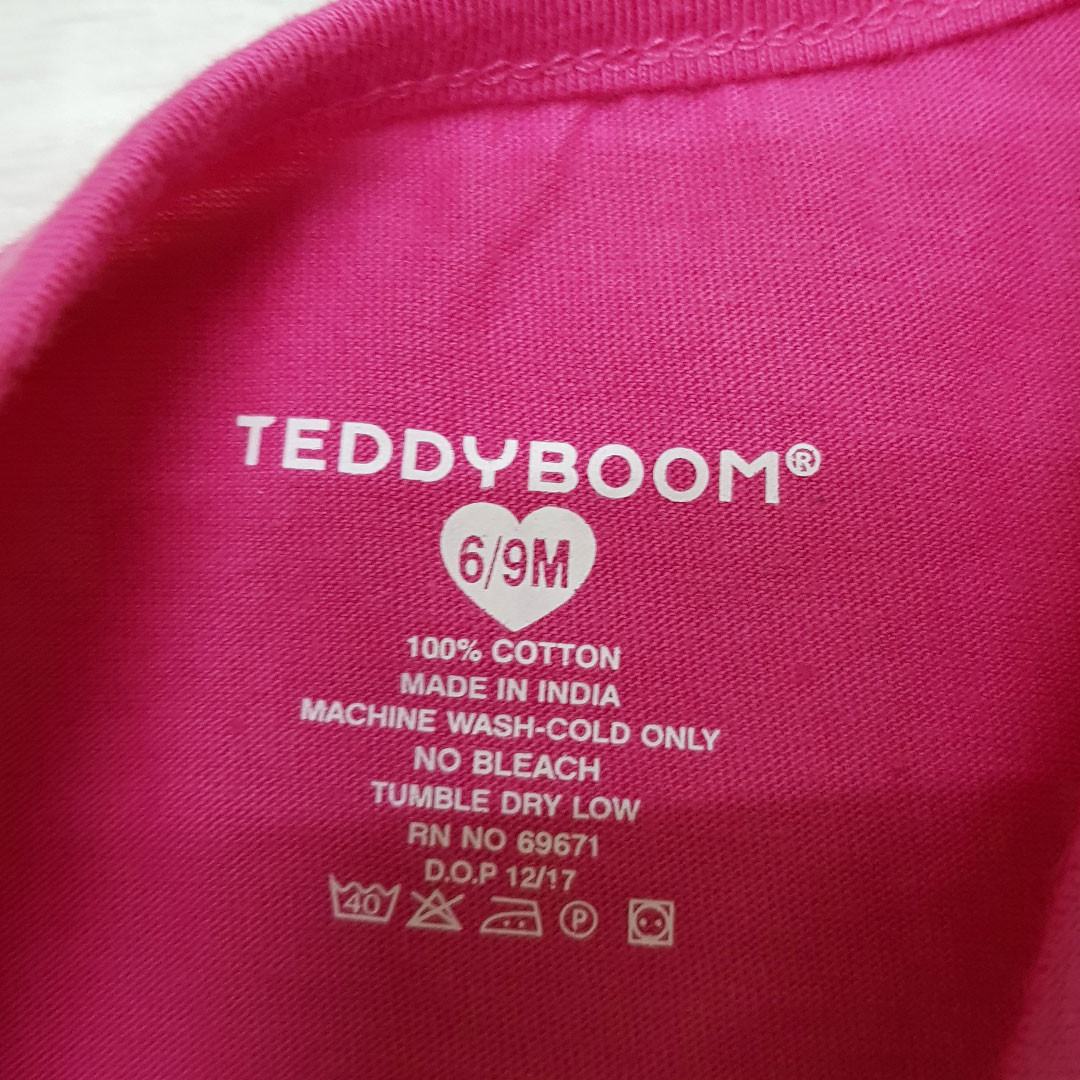 TEDDYBOOM®
6/9M
100% COTTON
MADE IN INDIA
MACHINE WASH-COLD ONLY
NO BLEACH
TUMBLE DRY LOW
RN NO 69671
D.O.P 12/17
40 P